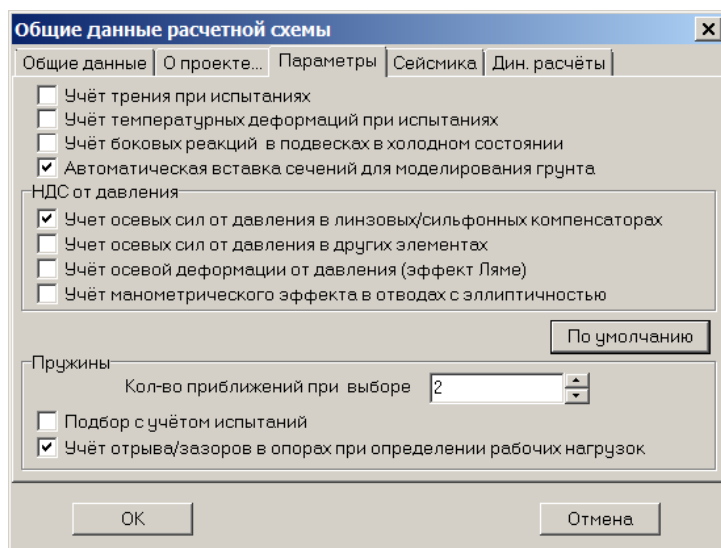 Общие данные расчетной схемы
Общие данные О проекте... Параметры Сейсмика Дин. расчёты
Учёт трения при испытаниях
Учёт температурных деформаций при испытаниях
Учёт боковых реакций в подвесках в холодном состоянии
Автоматическая вставка сечений для моделирования грунта
НДС от давления
Учет осевых сил от давления в линзовых/сильфонных компенсаторах
Учет осевых сил от давления в других элементах
Учёт осевой деформации от давления (эффект Ляме)
Учёт манометрического эффекта в отводах с эллиптичностью
По умолчанию
Пружины
Кол-во приближений при выборе 2
Подбор с учётом испытаний
Учёт отрыва/зазоров в опорах при определении рабочих нагрузок
OK Отмена